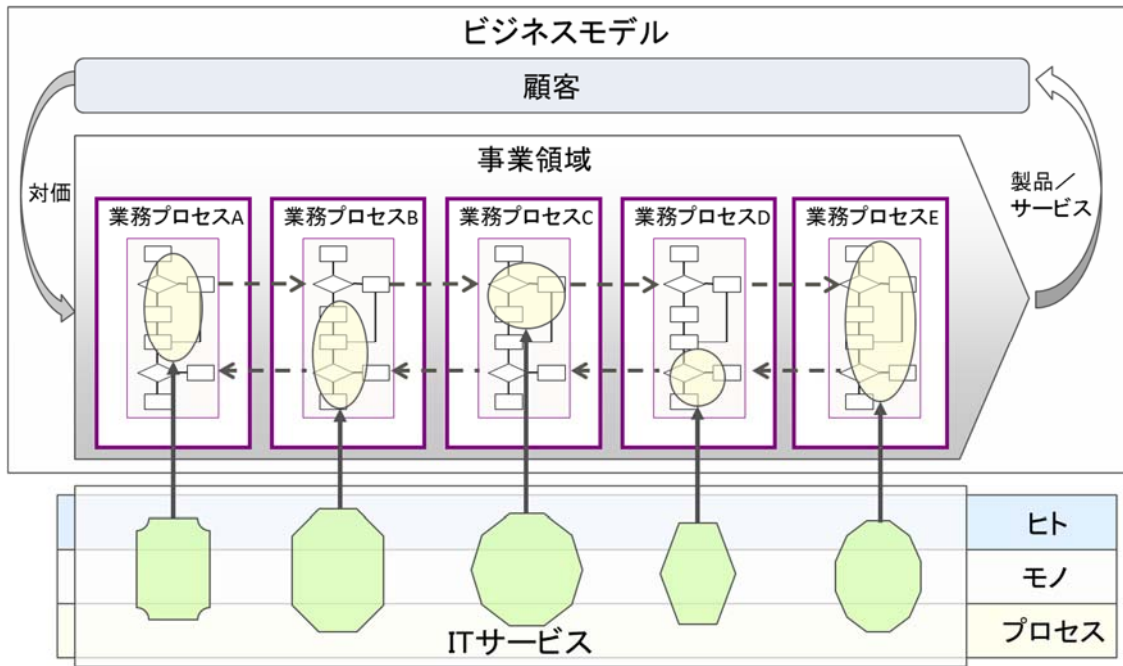 ビジネスモデル
顧客
事業領域
対価
製品／
サービス
業務プロセスA
業務プロセスB
業務プロセスC
業務プロセスD
業務プロセスE
ヒト
モノ
プロセス
ITサービス